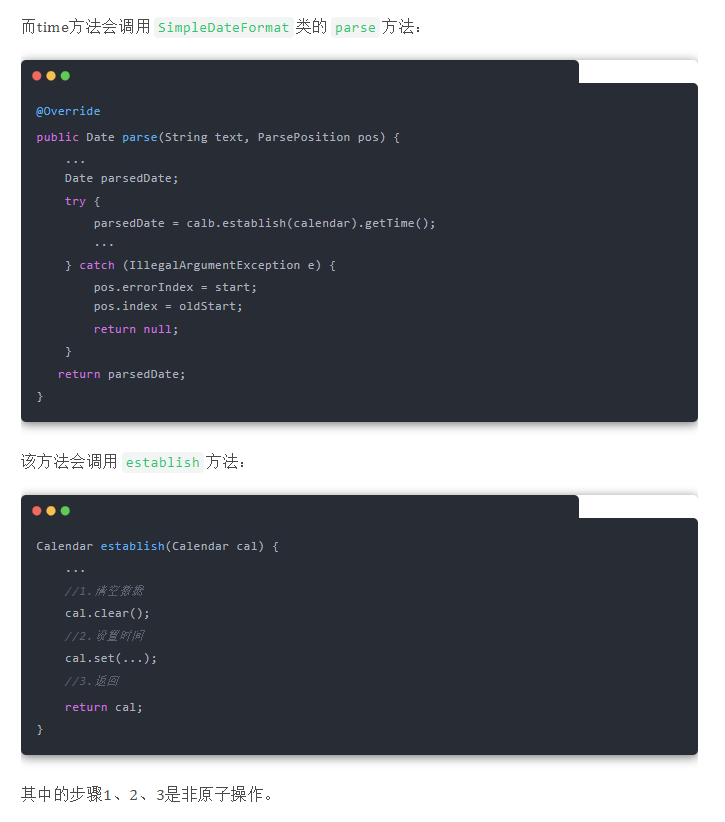 而time方法会调用 SimpleDateFormat 类的 parse 方法：
@Override
public Date parse(String text, ParsePosition pos) {
    ...
    Date parsedDate;
    try {
        parsedDate = calb.establish(calendar).getTime();
        ...
    } catch (IllegalArgumentException e) {
        pos.errorIndex = start;
        pos.index = oldStart;
        return null;
    }
   return parsedDate;
}
该方法会调用 establish 方法：
Calendar establish(Calendar cal) {
    ...
    //1.清空数据
    cal.clear();
    //2.设置时间
    cal.set(...);
    //3.返回
    return cal;
}
其中的步骤1、2、3是非原子操作。